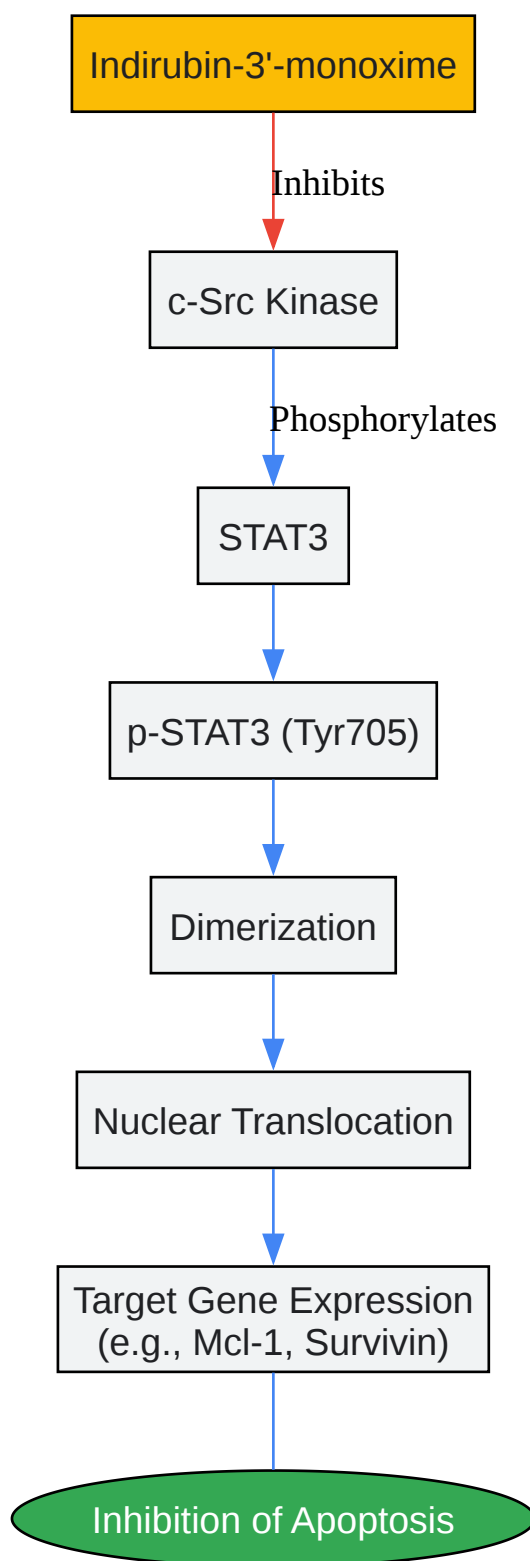 Indirubin-3'-monoxime
Inhibits
c-Src Kinase
Phosphorylates
STAT3
p-STAT3 (Tyr705)
Dimerization
Nuclear Translocation
Target Gene Expression
(e.g., Mcl-1, Survivin)
Inhibition of Apoptosis